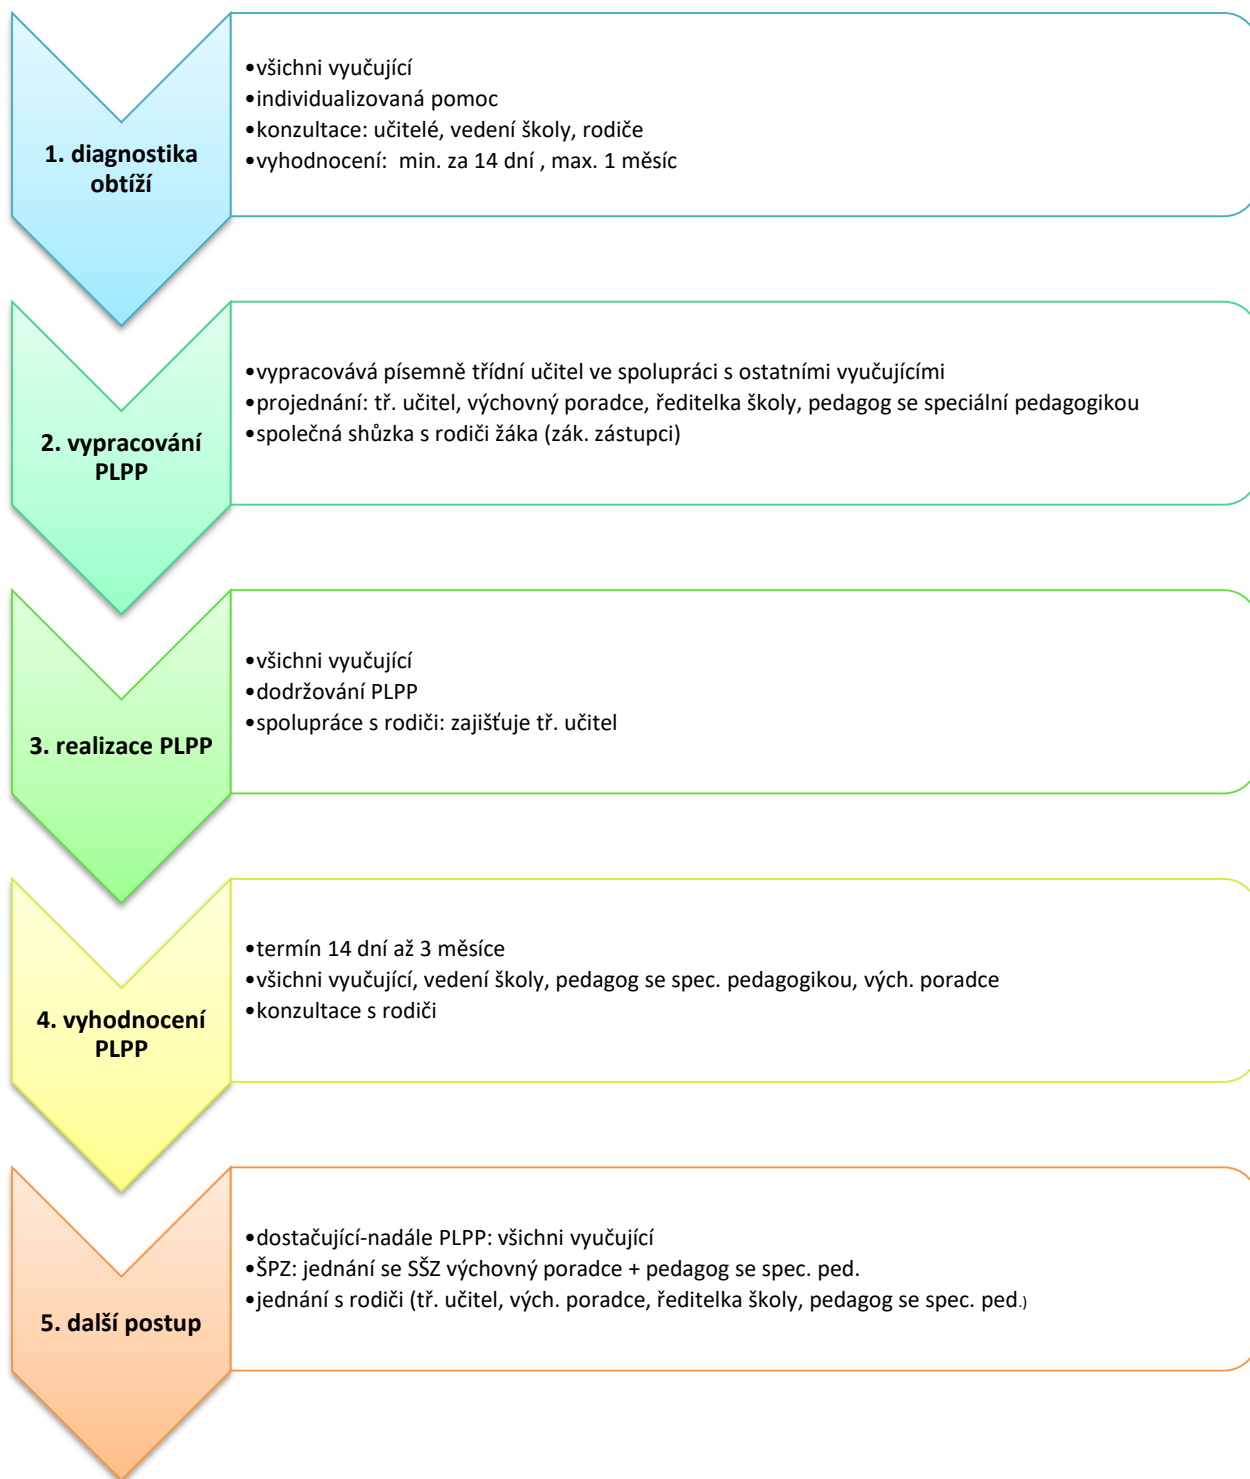 1. diagnostika
obtíží
•všichni vyučující
•individualizovaná pomoc
•konzultace: učitelé, vedení školy, rodiče
•vyhodnocení:  min. za 14 dní , max. 1 měsíc
2. vypracování
PLPP
•vypracovává písemně třídní učitel ve spolupráci s ostatními vyučujícími
•projednání: tř. učitel, výchovný poradce, ředitelka školy, pedagog se speciální pedagogikou
•společná shůzka s rodiči žáka (zák. zástupci)
3. realizace PLPP
•všichni vyučující
•dodržování PLPP
•spolupráce s rodiči: zajišťuje tř. učitel
4. vyhodnocení
PLPP
•termín 14 dní až 3 měsíce
•všichni vyučující, vedení školy, pedagog se spec. pedagogikou, vých. poradce
•konzultace s rodiči
5. další postup
•dostačující-nadále PLPP: všichni vyučující
•ŠPZ: jednání se SŠZ výchovný poradce + pedagog se spec. ped.
•jednání s rodiči (tř. učitel, vých. poradce, ředitelka školy, pedagog se spec. ped.)